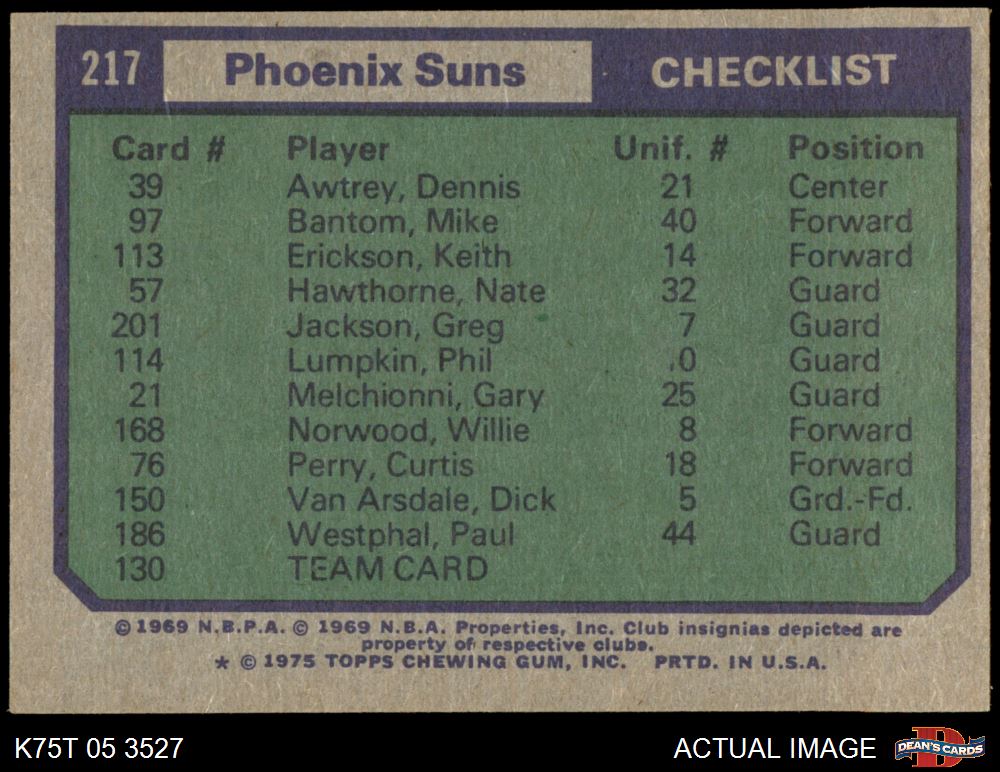 217 Phoenix Suns CHECKLIST
Card # Player Unif. # Position
39 Awtrey, Dennis 21 Center
97 Bantom, Mike 40 Forward
113 Erickson, Keith 14 Forward
57 Hawthorne, Nate 32 Guard
201 Jackson, Greg 7 Guard
114 Lumpkin, Phil .0 Guard
21 Melchionni, Gary 25 Guard
168 Norwood, Willie 8 Forward
76 Perry, Curtis 18 Forward
150 Van Arsdale, Dick 5 Grd.-Fd.
186 Westphal, Paul 44 Guard
130 TEAM CARD
© 1969 N.B.P.A. © 1969 N.B.A. Properties, Inc. Club insignias depicted are
property of respective clubs.
* © 1975 TOPPS CHEWING GUM, INC. PRTD. IN U.S.A.
K75T 05 3527 ACTUAL IMAGE DEAN'S CARDS